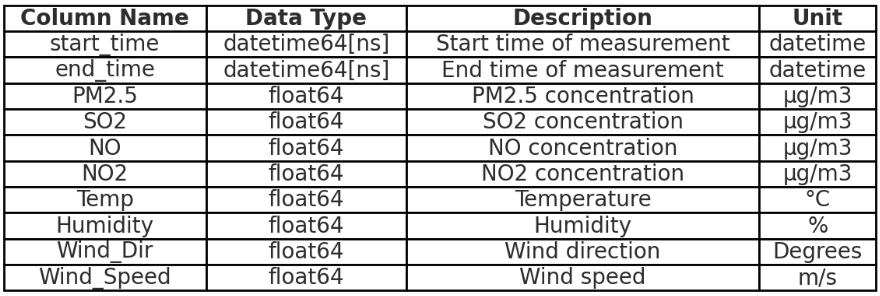 Column Name Data Type Description Unit
start_time datetime64[ns] Start time of measurement datetime
end_time datetime64[ns] End time of measurement datetime
PM2.5 float64 PM2.5 concentration µg/m3
SO2 float64 SO2 concentration µg/m3
NO float64 NO concentration µg/m3
NO2 float64 NO2 concentration µg/m3
Temp float64 Temperature °C
Humidity float64 Humidity %
Wind_Dir float64 Wind direction Degrees
Wind_Speed float64 Wind speed m/s